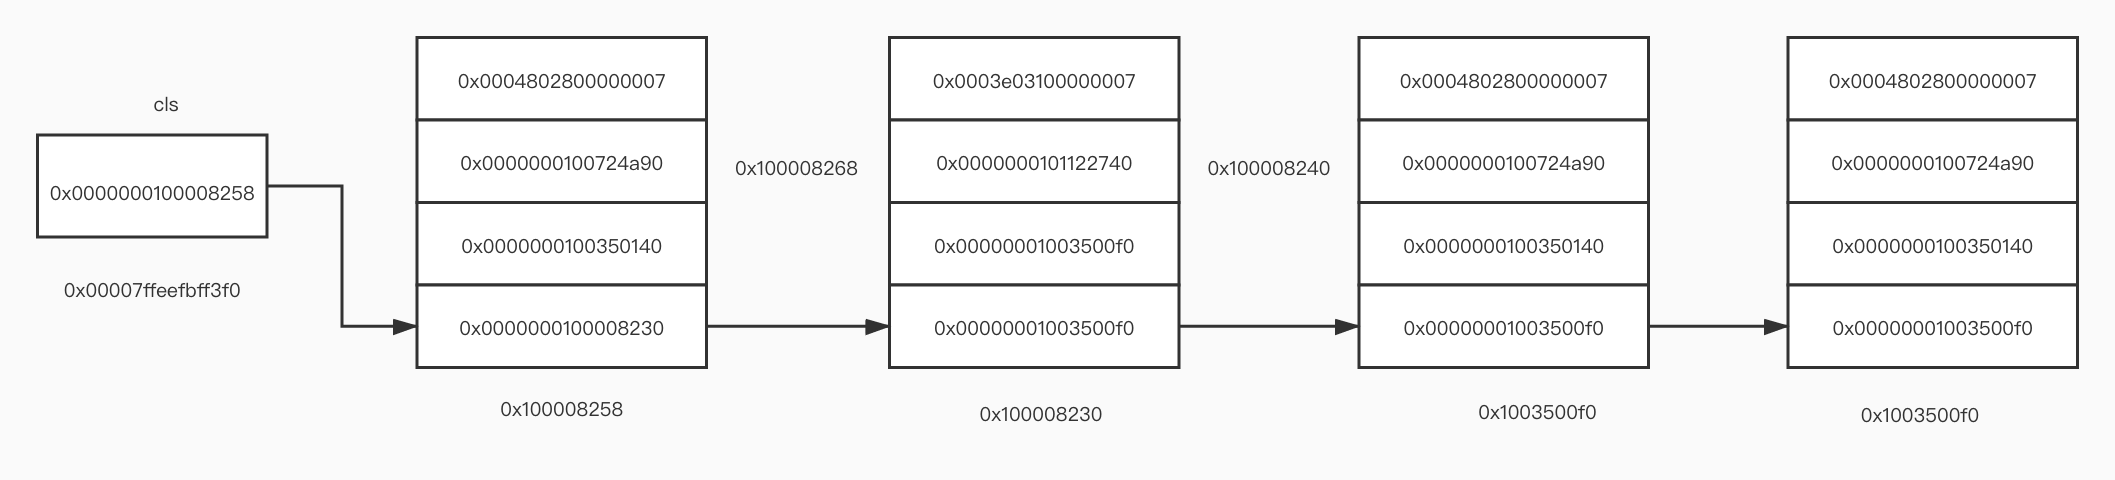 cls
0x0000000100008258
0x00007ffeefbff3f0
0x0004802800000007
0x0000000100724a90
0x0000000100350140
0x0000000100008230
0x100008258
0x100008268
0x0003e03100000007
0x0000000101122740
0x00000001003500f0
0x00000001003500f0
0x100008230
0x100008240
0x0004802800000007
0x0000000100724a90
0x0000000100350140
0x00000001003500f0
0x1003500f0
0x0004802800000007
0x0000000100724a90
0x0000000100350140
0x00000001003500f0
0x1003500f0